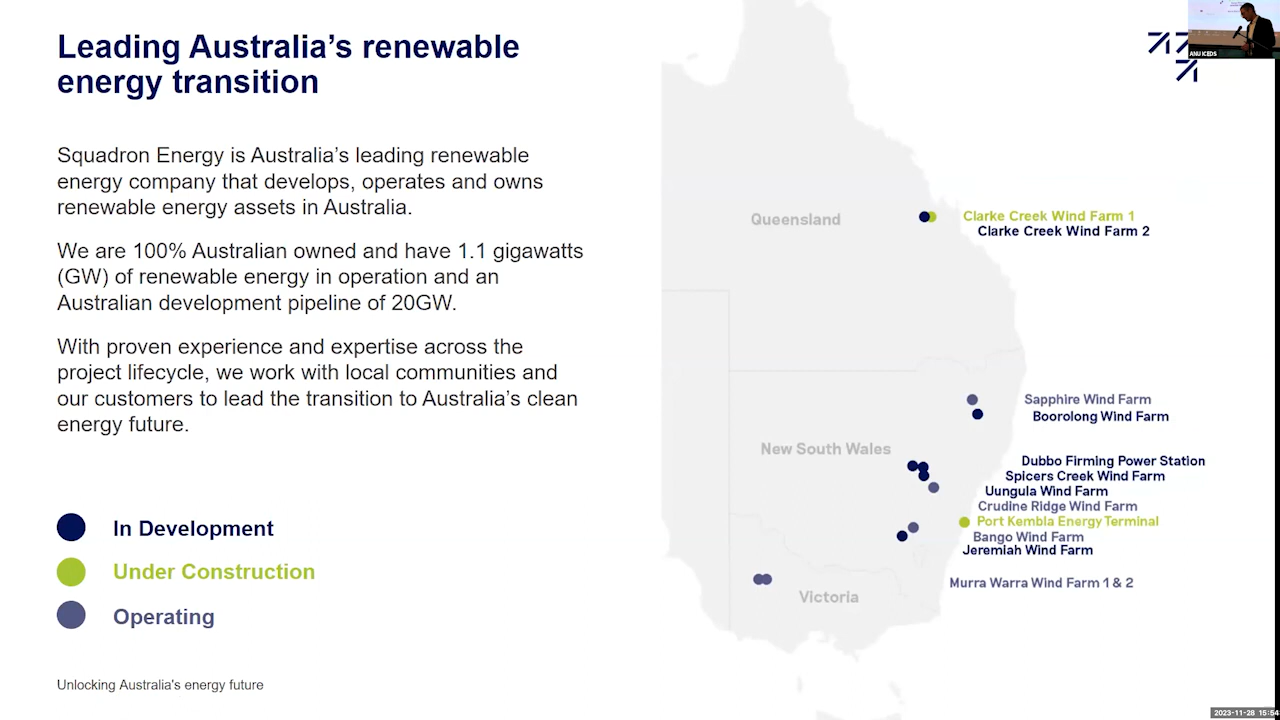 Leading Australia's renewable
energy transition
Squadron Energy is Australia's leading renewable
energy company that develops, operates and owns
renewable energy assets in Australia.
We are 100% Australian owned and have 1.1 gigawatts
(GW) of renewable energy in operation and an
Australian development pipeline of 20GW.
With proven experience and expertise across the
project lifecycle, we work with local communities and
our customers to lead the transition to Australia's clean
energy future.
In Development
Under Construction
Operating
Unlocking Australia's energy future
ANU ICEDS
Queensland
Clarke Creek Wind Farm 1
Clarke Creek Wind Farm 2
Sapphire Wind Farm
Boorolong Wind Farm
New South Wales
Dubbo Firming Power Station
Spicers Creek Wind Farm
Uungula Wind Farm
Crudine Ridge Wind Farm
Port Kembla Energy Terminal
Bango Wind Farm
Jeremiah Wind Farm
Murra Warra Wind Farm 1 & 2
Victoria
2023-11-28 15:54